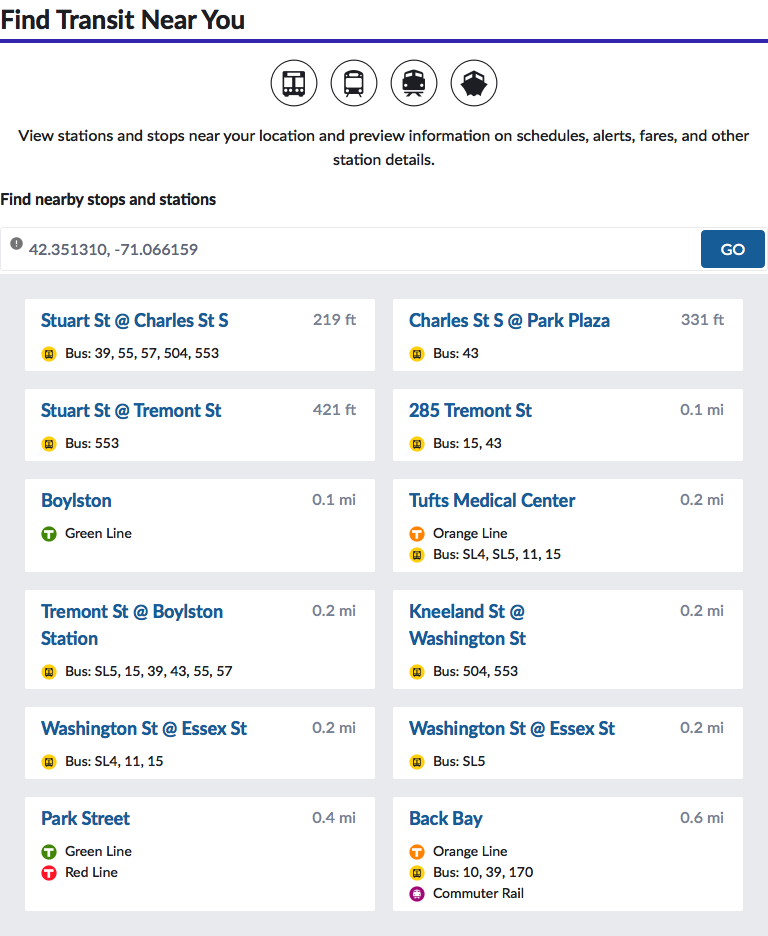 Find Transit Near You
View stations and stops near your location and preview information on schedules, alerts, fares, and other
station details.
Find nearby stops and stations
42.351310, -71.066159
GO
Stuart St @ Charles St S
219 ft
Bus: 39, 55, 57, 504, 553
Charles St S @ Park Plaza
331 ft
Bus: 43
Stuart St @ Tremont St
421 ft
Bus: 553
285 Tremont St
0.1 mi
Bus: 15, 43
Boylston
0.1 mi
T Green Line
Tufts Medical Center
0.2 mi
T Orange Line
Bus: SL4, SL5, 11, 15
Tremont St @ Boylston
Station
0.2 mi
Bus: SL5, 15, 39, 43, 55, 57
Kneeland St @
Washington St
0.2 mi
Bus: 504, 553
Washington St @ Essex St
0.2 mi
Bus: SL4, 11, 15
Washington St @ Essex St
0.2 mi
Bus: SL5
Park Street
0.4 mi
T Green Line
T Red Line
Back Bay
0.6 mi
T Orange Line
Bus: 10, 39, 170
Commuter Rail